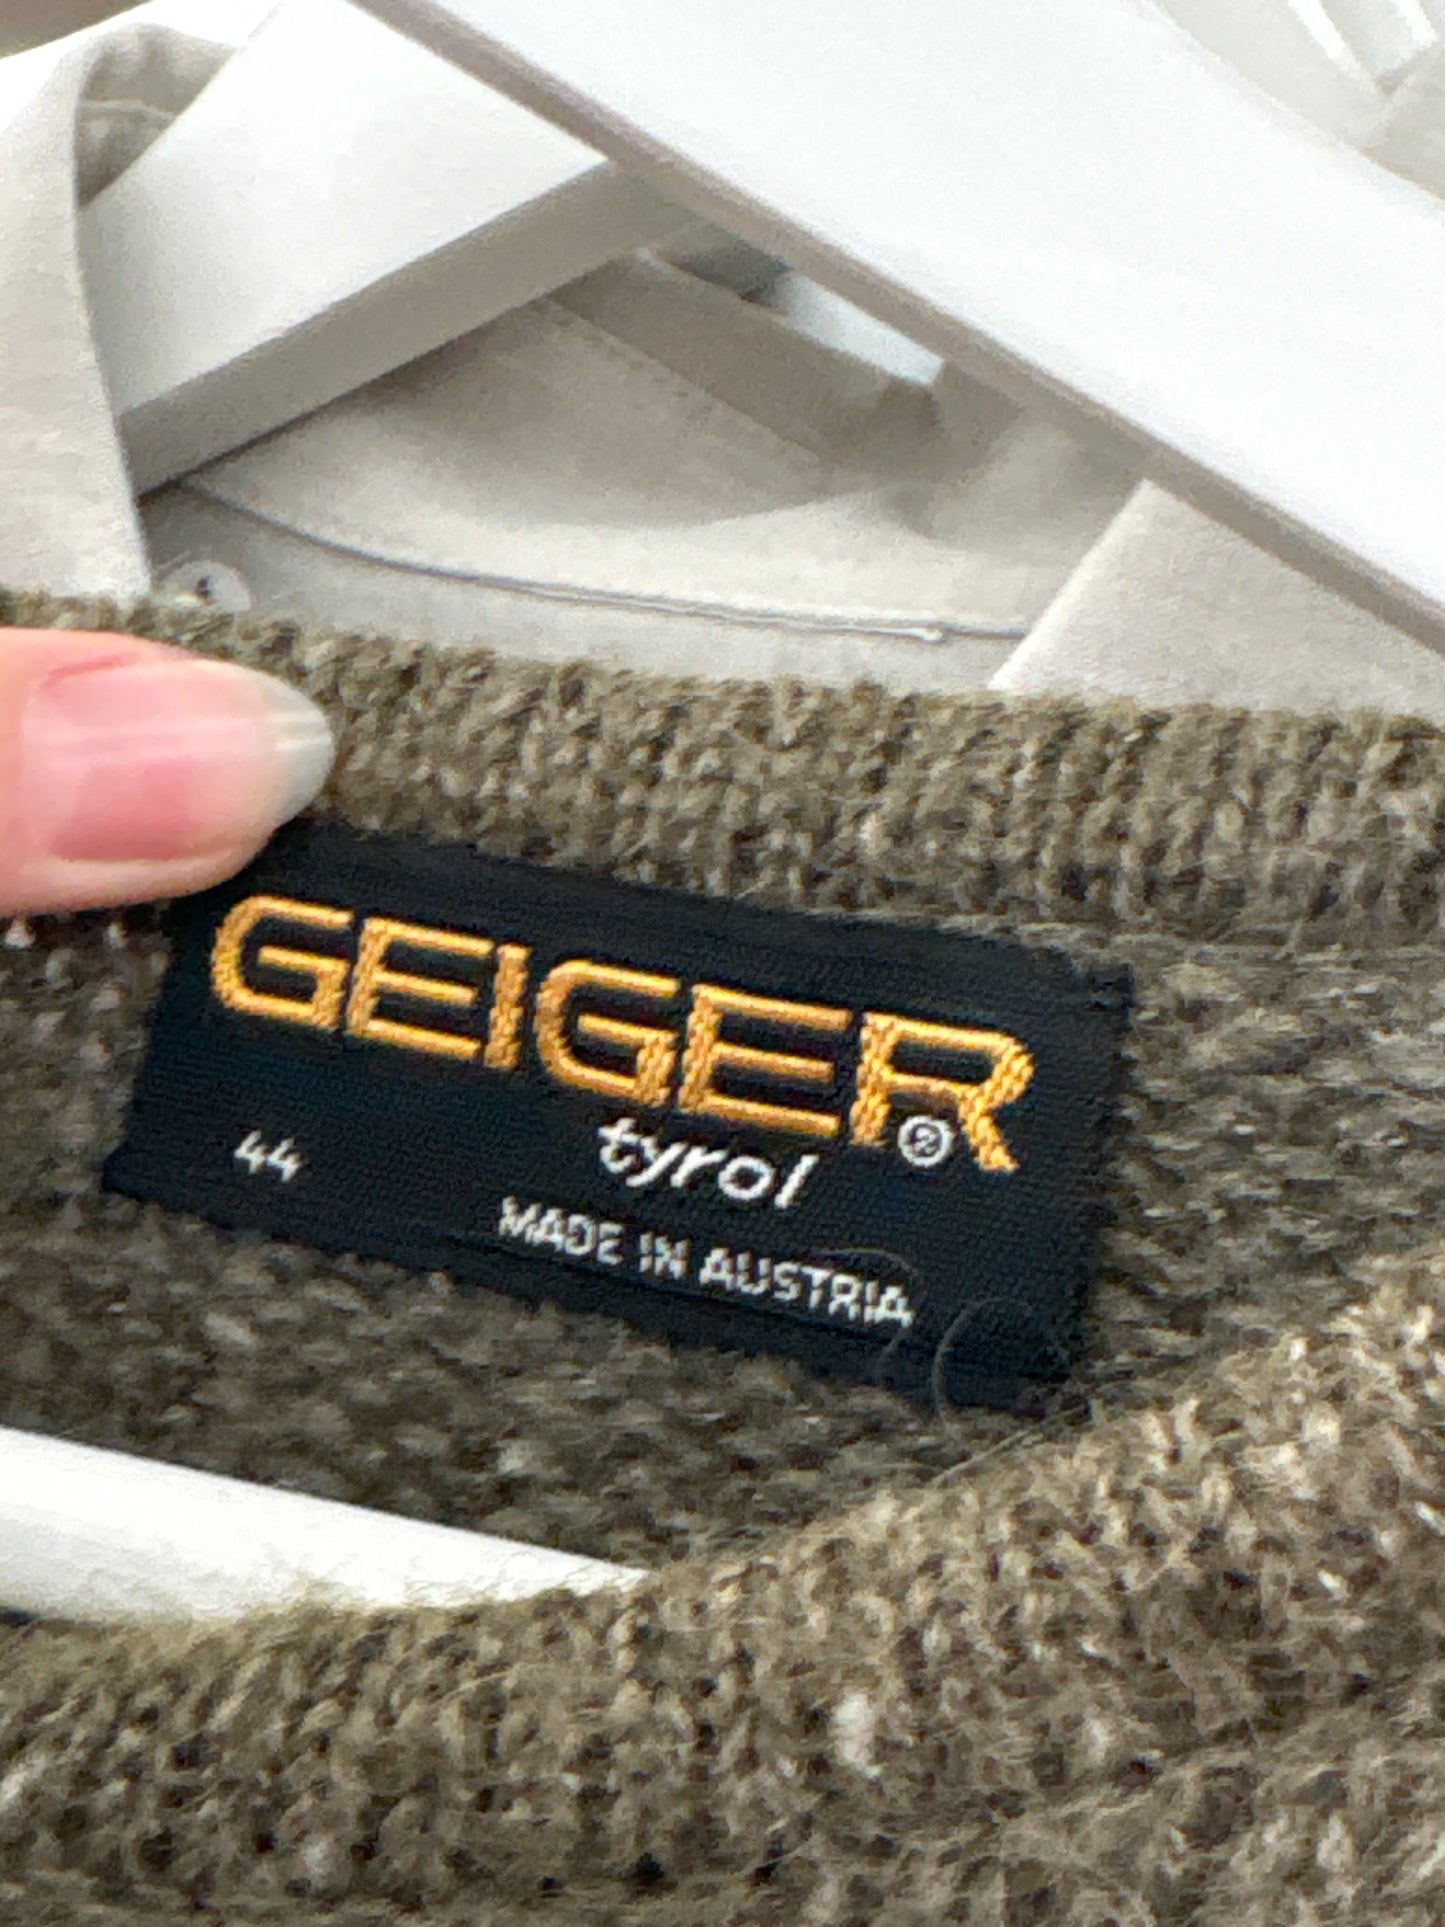 GEIGER
®
tyrol
44
MADE IN AUSTRIA